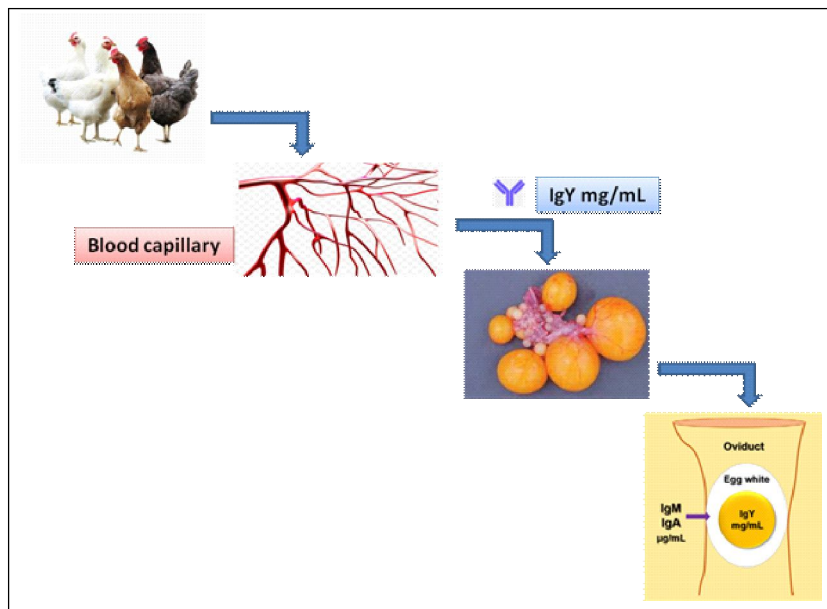 IgY mg/mL
Blood capillary
Oviduct
Egg white
IgM
IgA
µg/mL
IgY
mg/mL